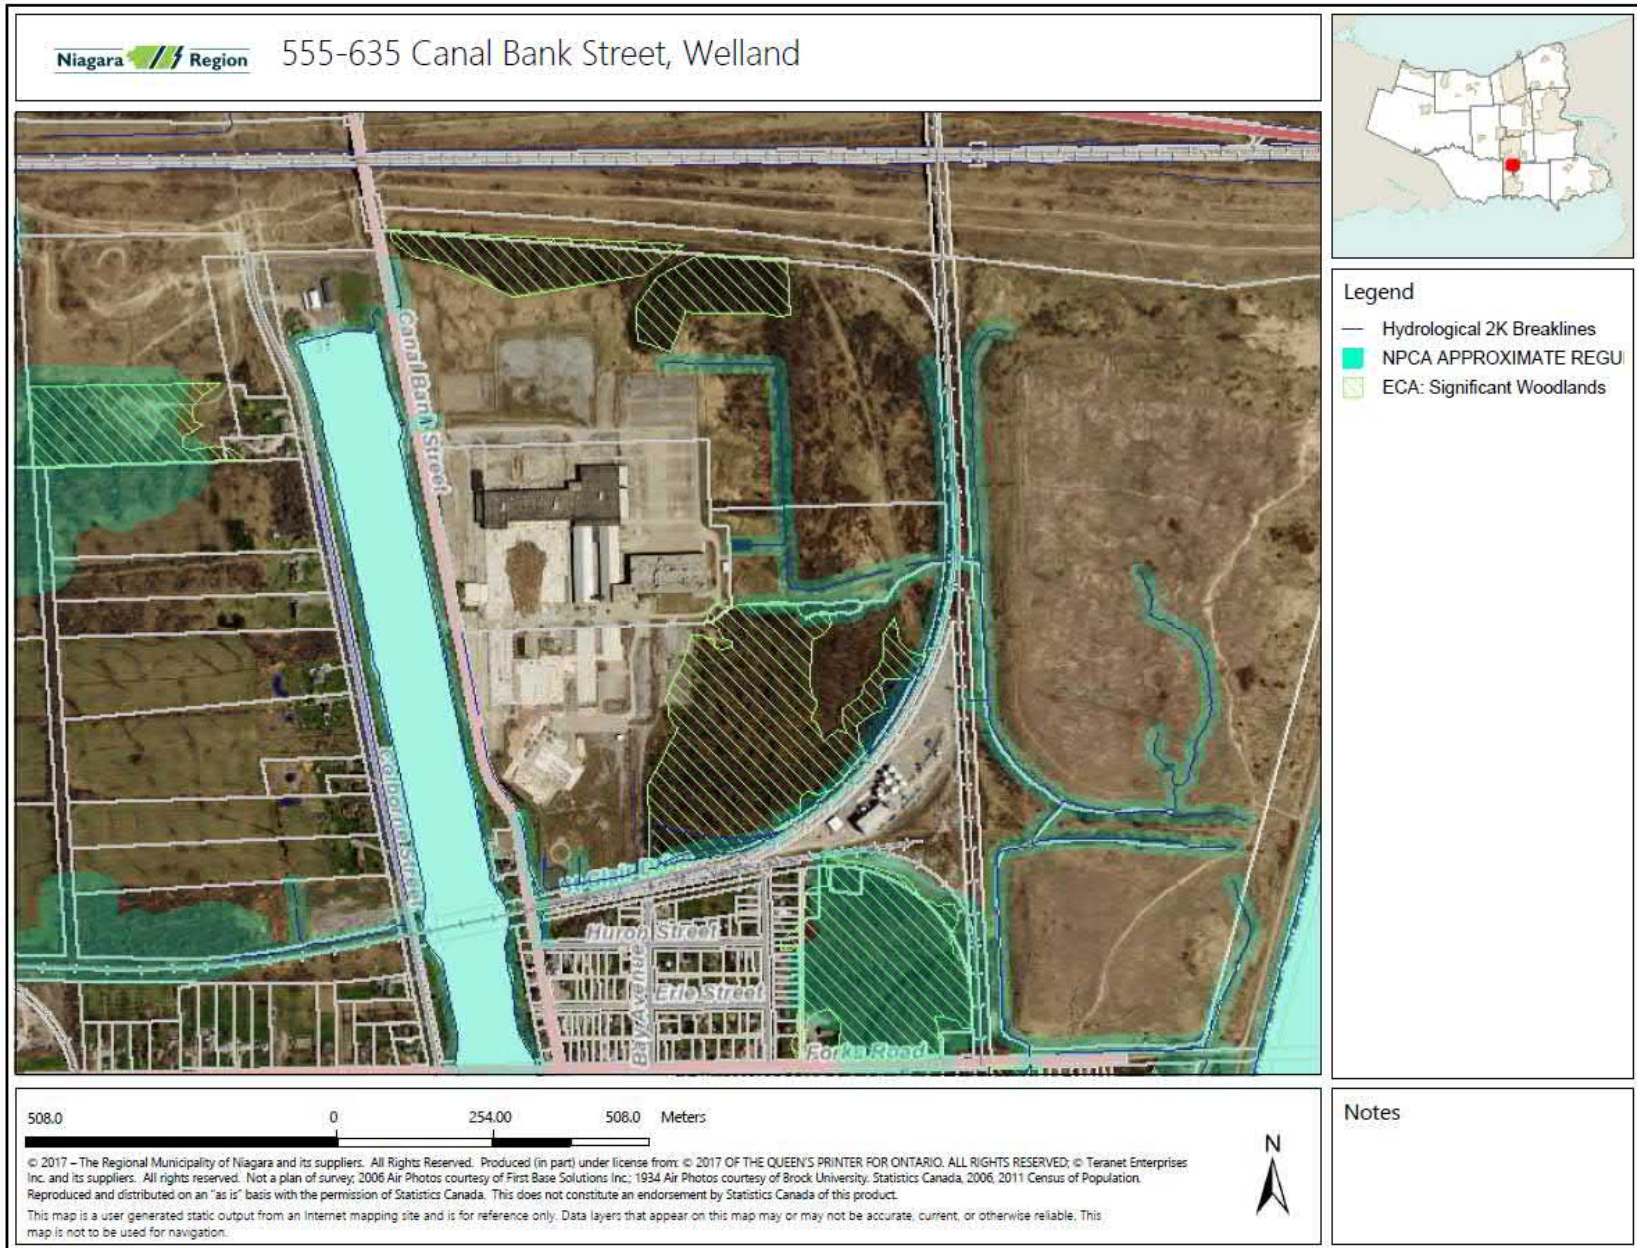 Niagara Region
555-635 Canal Bank Street, Welland
Canal Bank Street
Colborne Street
Huron Street
Erie Street
Bay Avenue
Forks Road
Legend
Hydrological 2K Breaklines
NPCA APPROXIMATE REGU
ECA: Significant Woodlands
508.0 0 254.00 508.0 Meters
© 2017 – The Regional Municipality of Niagara and its suppliers. All Rights Reserved. Produced (in part) under license from: © 2017 OF THE QUEEN'S PRINTER FOR ONTARIO. ALL RIGHTS RESERVED; © Teranet Enterprises
Inc. and its suppliers. All rights reserved. Not a plan of survey; 2006 Air Photos courtesy of First Base Solutions Inc.; 1934 Air Photos courtesy of Brock University. Statistics Canada, 2006, 2011 Census of Population.
Reproduced and distributed on an "as is" basis with the permission of Statistics Canada. This does not constitute an endorsement by Statistics Canada of this product.
This map is a user generated static output from an Internet mapping site and is for reference only. Data layers that appear on this map may or may not be accurate, current, or otherwise reliable. This
map is not to be used for navigation.
N
Notes